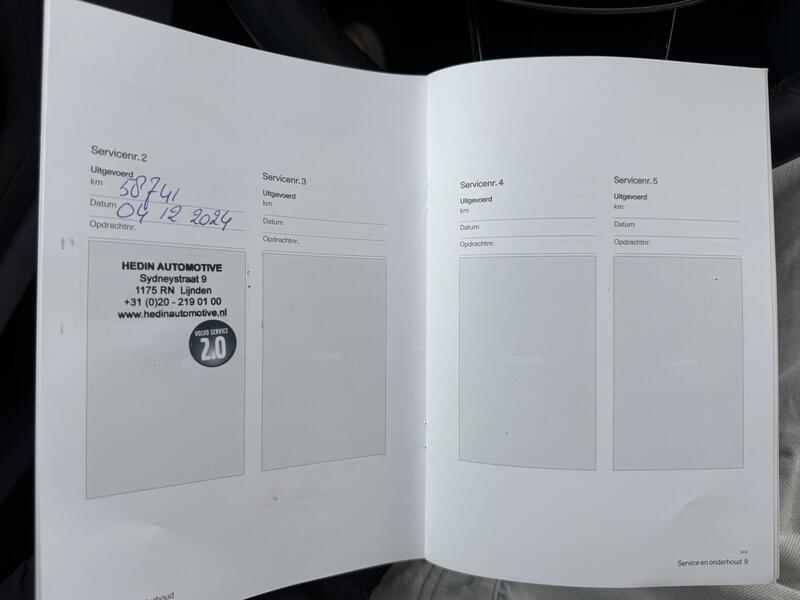 Servicenr. 2
Uitgevoerd
km 58741
Datum 04 12 2024
Opdrachtnr.
HEDIN AUTOMOTIVE
Sydneystraat 9
1175 RN Lijnden
+31 (0)20 - 219 01 00
www.hedinautomotive.nl
VOLVO SERVICE
2.0
STEMPEL
Servicenr. 3
Uitgevoerd
km
Datum
Opdrachtnr.
STEMPEL
Servicenr. 4
Uitgevoerd
km
Datum
Opdrachtnr.
STEMPEL
Servicenr. 5
Uitgevoerd
km
Datum
Opdrachtnr.
STEMPEL
>>
Service en onderhoud 9